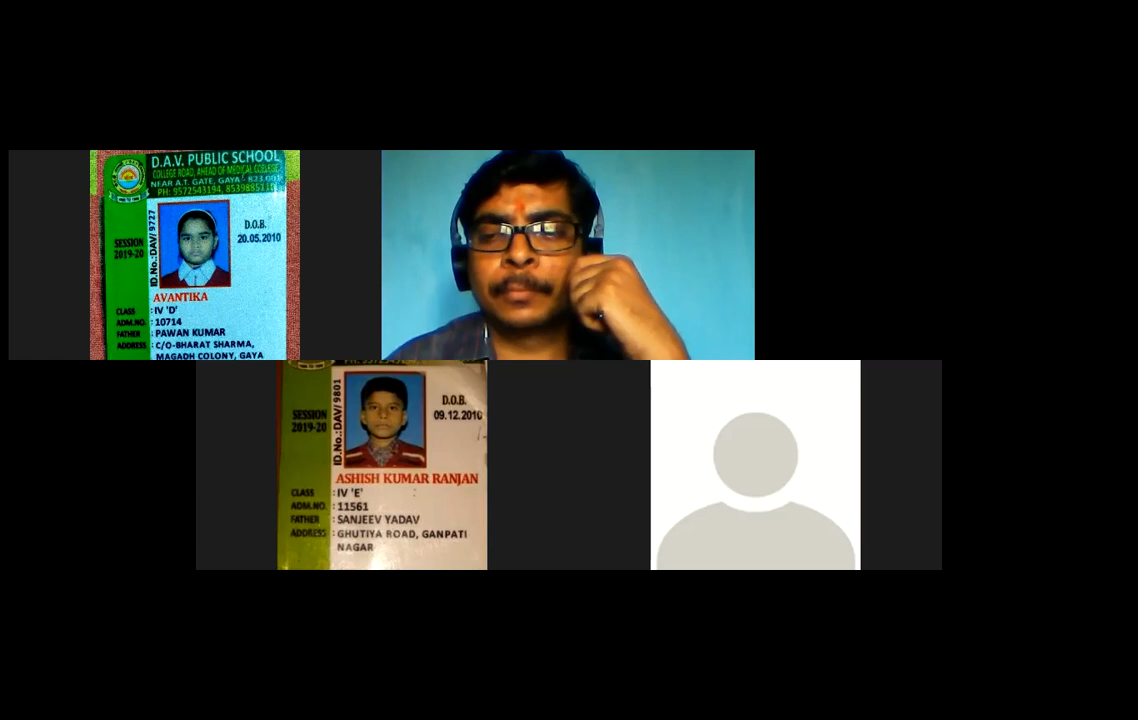 D.A.V. PUBLIC SCHOOL
COLLEGE ROAD, AHEAD OF MEDICAL
NEAR A.T. GATE, GAYA
PH: 9572543194,
SESSION
2019-20
ID.No.:DAV/9727
D.O.B.
20.05.2010
AVANTIKA
CLASS : IV 'D'
ADM.NO. : 10714
FATHER : PAWAN KUMAR
ADDRESS : C/O-BHARAT SHARMA,
MAGADH COLONY, GAYA
SESSION
2019-20
ID.No.:DAV/9801
D.O.B.
09.12.2010
ASHISH KUMAR RANJAN
CLASS : IV 'E'
ADM.NO. : 11561
FATHER : SANJEEV YADAV
ADDRESS : GHUTIYA ROAD, GANPATI
NAGAR